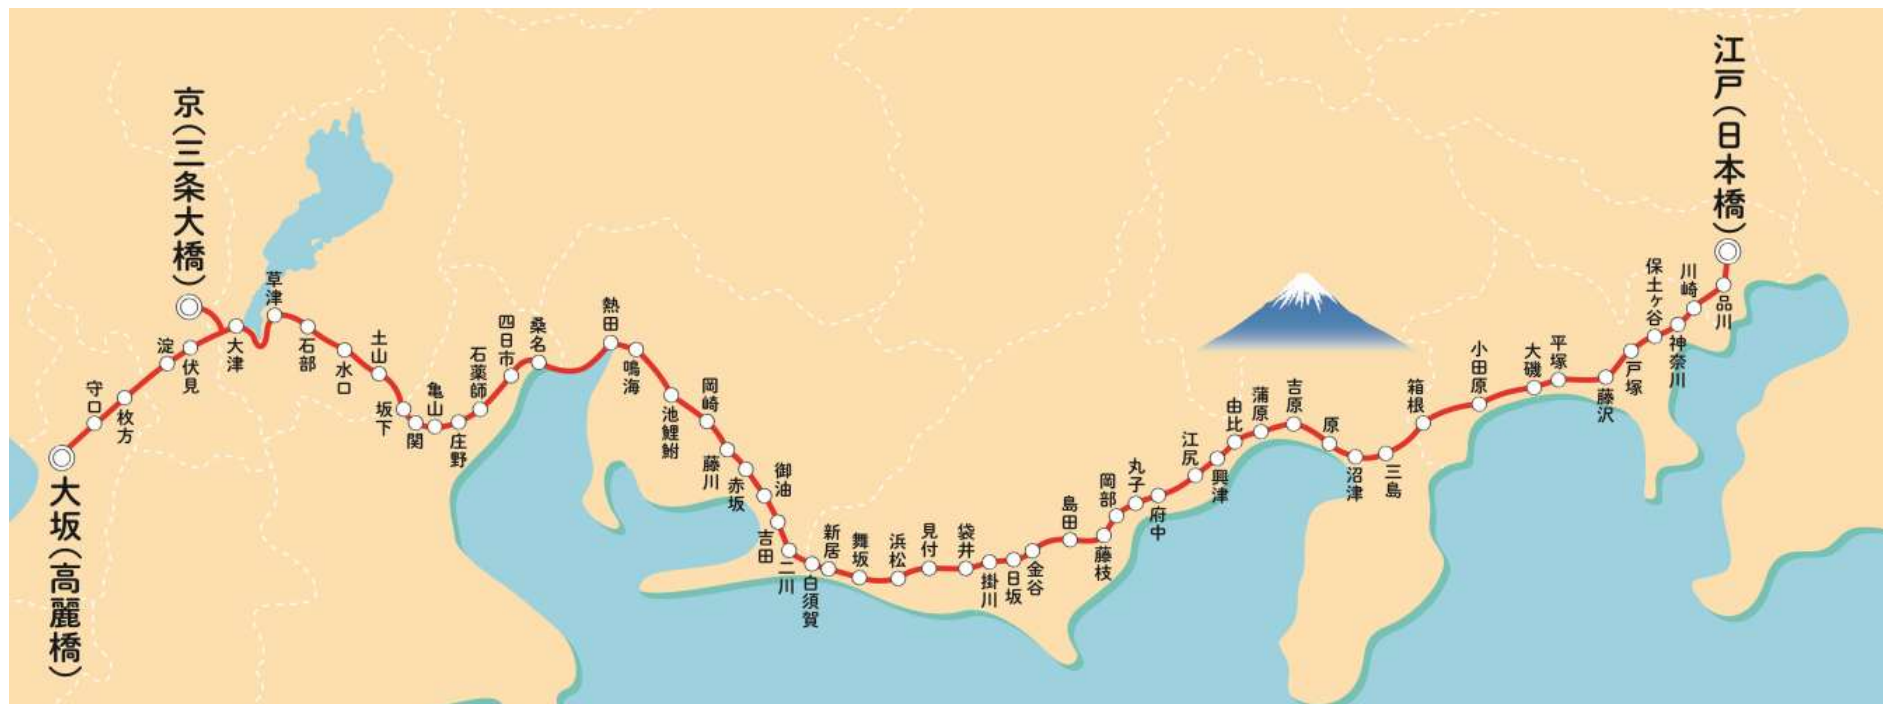 江戸(日本橋)
品川
川崎
神奈川
保土ヶ谷
戸塚
藤沢
平塚
大磯
小田原
箱根
三島
沼津
原
吉原
蒲原
由比
興津
江尻
府中
丸子
岡部
藤枝
島田
金谷
日坂
掛川
袋井
見付
浜松
舞坂
新居
白須賀
二川
吉田
御油
赤坂
藤川
岡崎
池鯉鮒
鳴海
熱田
桑名
四日市
石薬師
庄野
亀山
関
坂下
土山
水口
石部
草津
大津
京(三条大橋)
伏見
淀
枚方
守口
大坂(高麗橋)